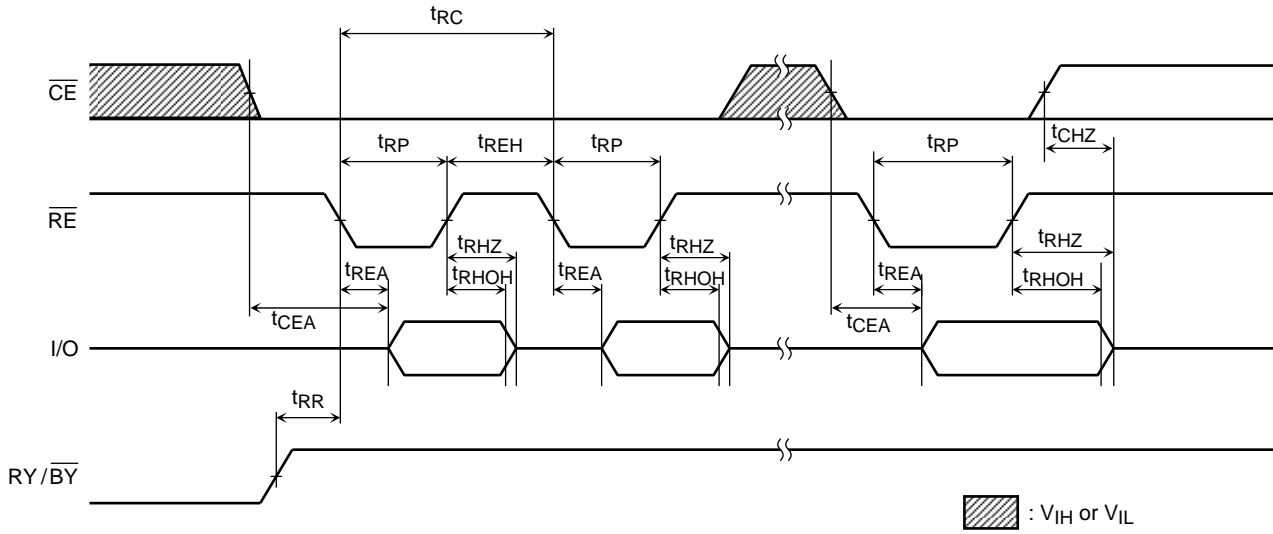 tRC
CE
tCHZ
tRP tREH tRP tRP
RE
tRHZ tRHZ tRHZ
tREA tRHOH tREA tRHOH tREA tRHOH
tCEA tCEA
I/O
tRR
RY/BY
: VIH or VIL